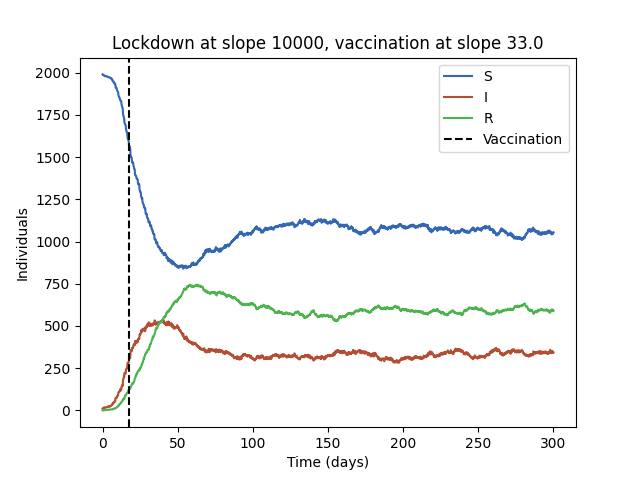 Lockdown at slope 10000, vaccination at slope 33.0
S
I
R
Vaccination
2000
1750
1500
1250
1000
750
500
250
0
Individuals
0 50 100 150 200 250 300
Time (days)